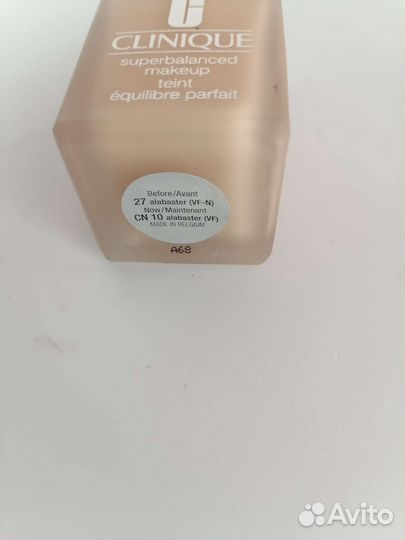 CLINIQUE
superbalanced
makeup
teint
équilibre parfait
Before/Avant
27 alabaster (VF-N)
Now/Maintenant
CN 10 alabaster (VF)
MADE IN BELGIUM
A68
Avito